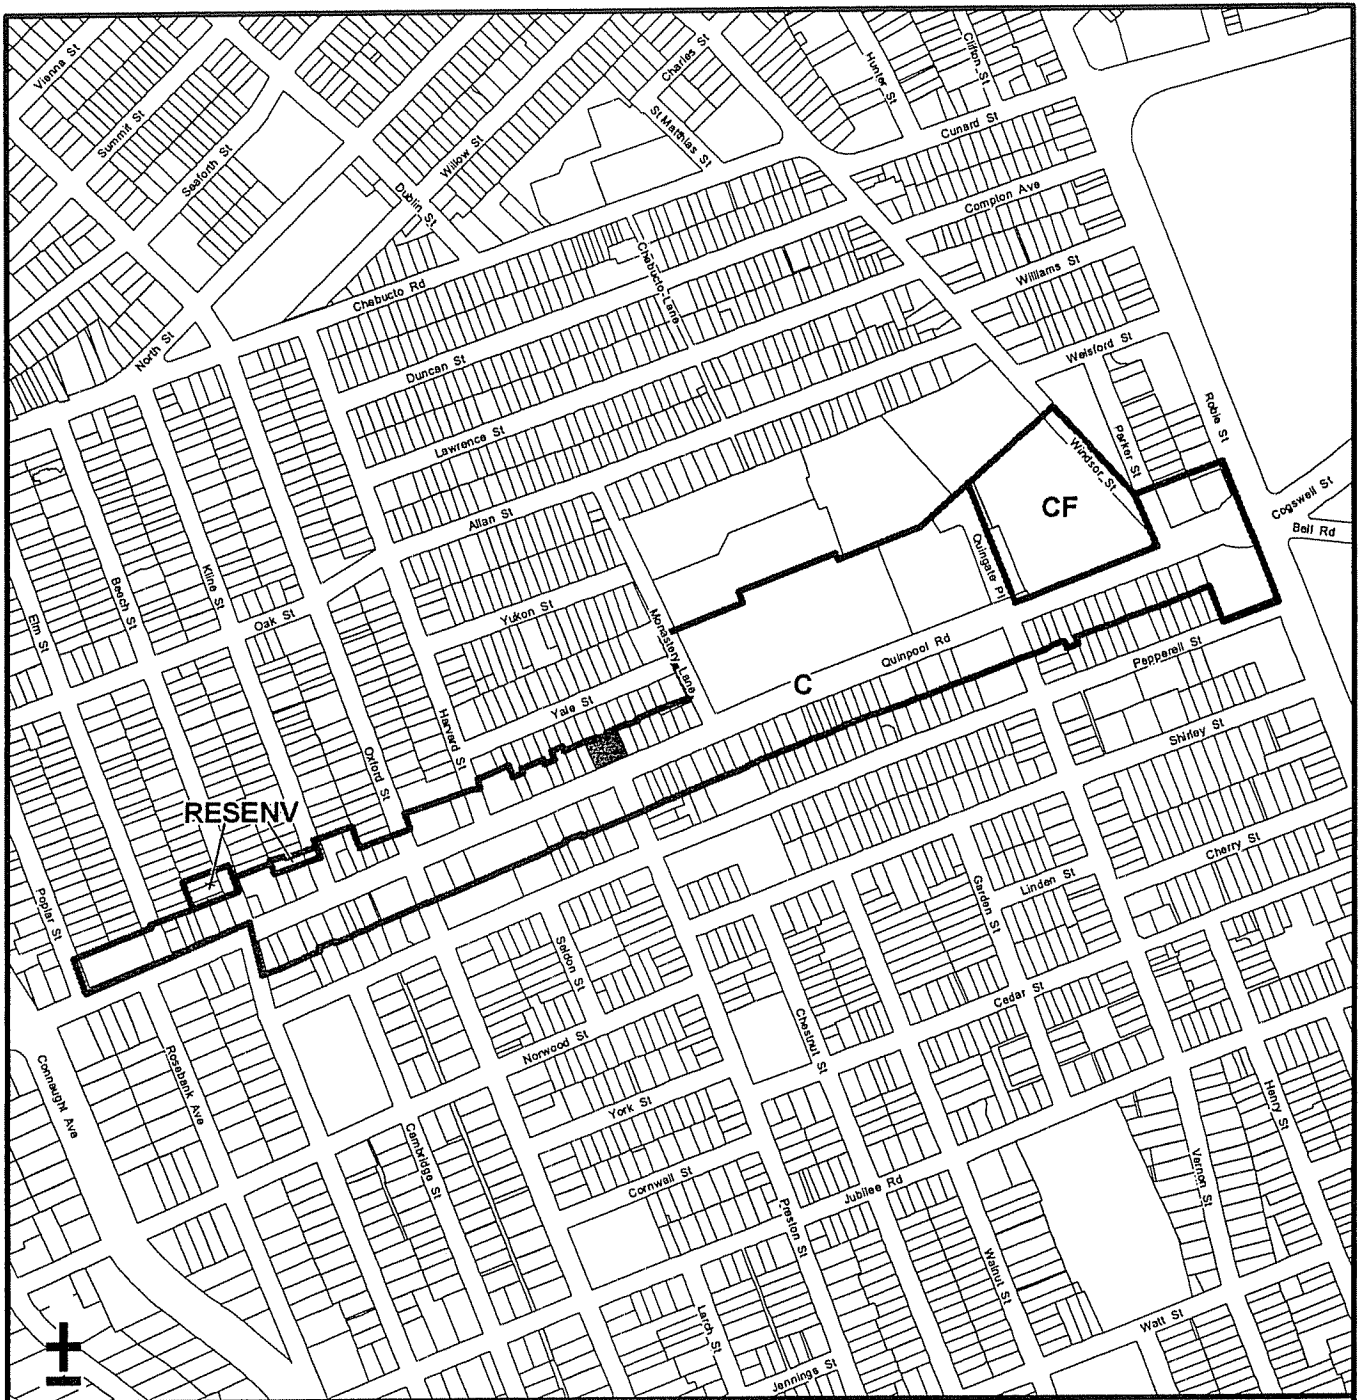 Vienna St
Summit St
Seaforth St
Charles St
Hunter St
Clifton St
St Matthias St
Cunard St
Willow St
Dublin St
Compton Ave
Chebucto Lane
Williams St
Chebucto Rd
North St
Duncan St
Welsford St
Lawrence St
Robie St
Parker St
Windsor St
CF
Cogswell St
Bell Rd
Allan St
Quingate Pl
Elm St
Beach St
Kline St
Oak St
Yukon St
Monastery Lane
Quinpool Rd
Pepperell St
C
Yale St
Harvard St
Oxford St
Shirley St
RESENV
Cherry St
Linden St
Garden St
Poplar St
Seldon St
Cedar St
Chestnut St
Norwood St
Connaught Ave
Rosebank Ave
York St
Henry St
Cambridge St
Cornwall St
Jubilee Rd
Vernon St
Preston St
Walnut St
Larch St
Watt St
Jennings St